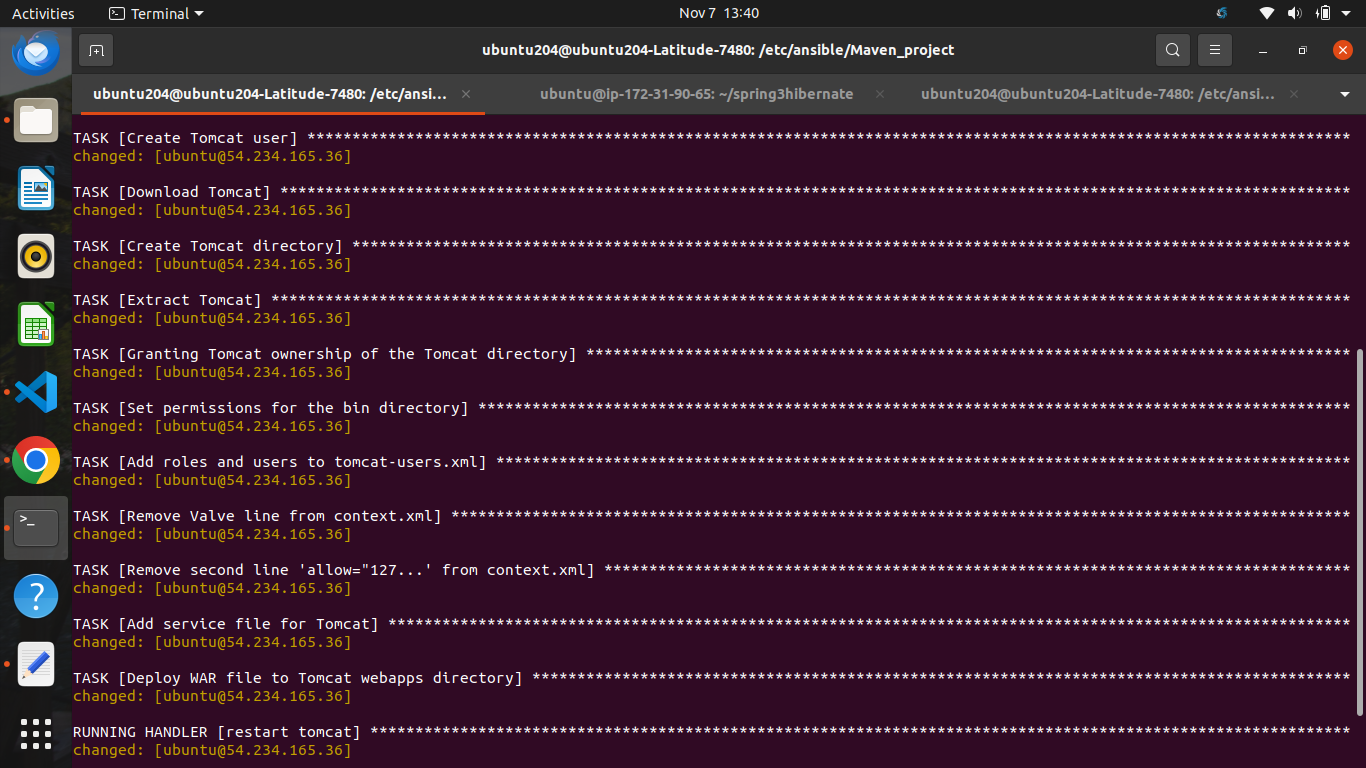 Activities
Terminal
Nov 7 13:40
ubuntu204@ubuntu204-Latitude-7480: /etc/ansible/Maven_project
ubuntu204@ubuntu204-Latitude-7480: /etc/ansi...
ubuntu@ip-172-31-90-65: ~/spring3hibernate
ubuntu204@ubuntu204-Latitude-7480: /etc/ansi...
TASK [Create Tomcat user] ********************************************************************************************************************
changed: [ubuntu@54.234.165.36]
TASK [Download Tomcat] ***********************************************************************************************************************
changed: [ubuntu@54.234.165.36]
TASK [Create Tomcat directory] ***************************************************************************************************************
changed: [ubuntu@54.234.165.36]
TASK [Extract Tomcat] ************************************************************************************************************************
changed: [ubuntu@54.234.165.36]
TASK [Granting Tomcat ownership of the Tomcat directory] *************************************************************************************
changed: [ubuntu@54.234.165.36]
TASK [Set permissions for the bin directory] *************************************************************************************************
changed: [ubuntu@54.234.165.36]
TASK [Add roles and users to tomcat-users.xml] ***********************************************************************************************
changed: [ubuntu@54.234.165.36]
TASK [Remove Valve line from context.xml] ****************************************************************************************************
changed: [ubuntu@54.234.165.36]
TASK [Remove second line 'allow="127...' from context.xml] ***********************************************************************************
changed: [ubuntu@54.234.165.36]
TASK [Add service file for Tomcat] ***********************************************************************************************************
changed: [ubuntu@54.234.165.36]
TASK [Deploy WAR file to Tomcat webapps directory] *******************************************************************************************
changed: [ubuntu@54.234.165.36]
RUNNING HANDLER [restart tomcat] *************************************************************************************************************
changed: [ubuntu@54.234.165.36]